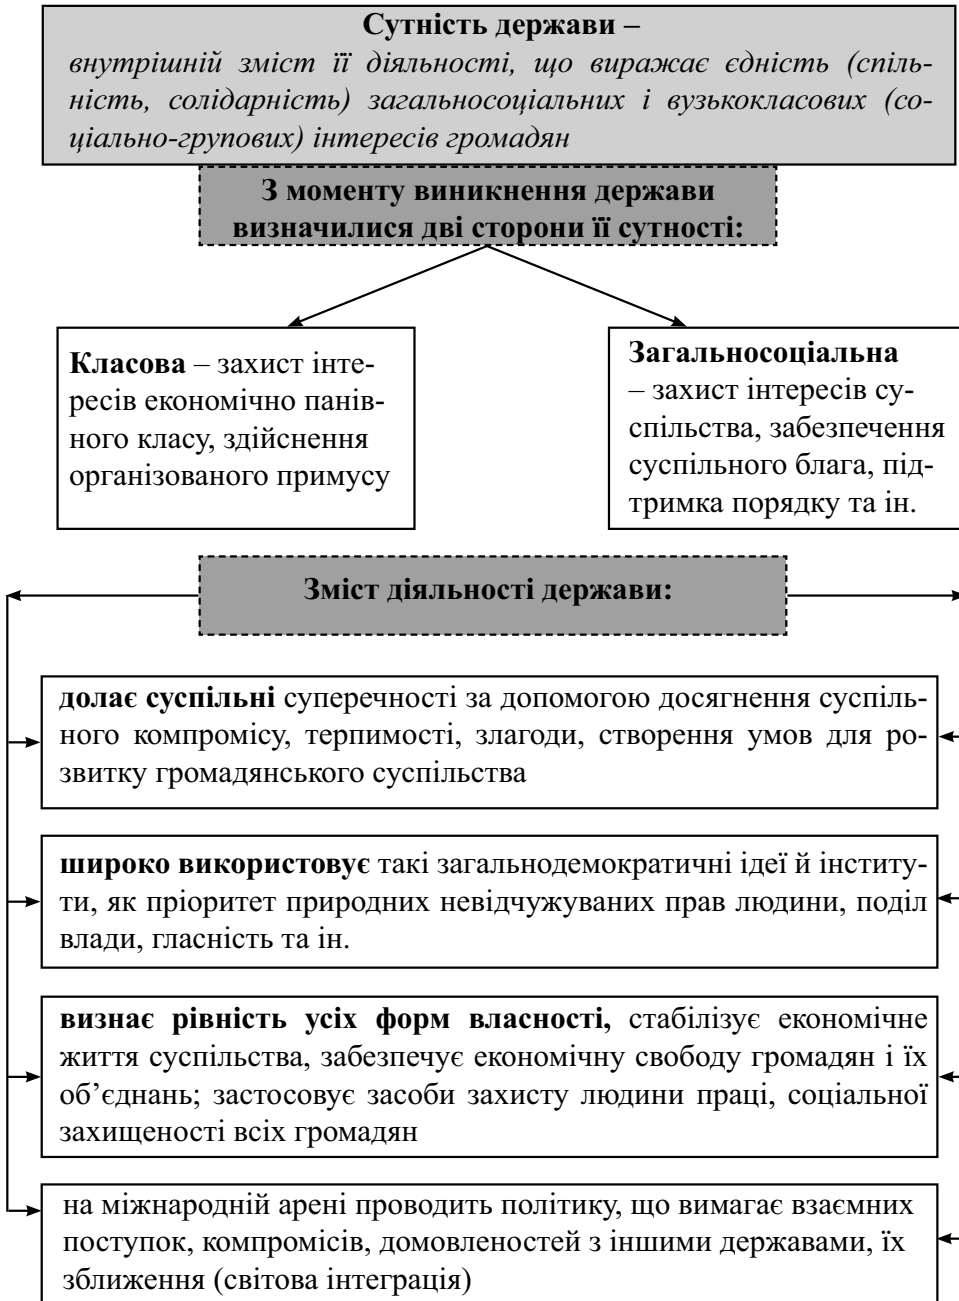 Сутність держави –
внутрішній зміст її діяльності, що виражає єдність (спіль-
ність, солідарність) загальносоціальних і вузькокласових (со-
ціально-групових) інтересів громадян
З моменту виникнення держави
визначилися дві сторони її сутності:
Класова – захист інте-
ресів економічно панів-
ного класу, здійснення
організованого примусу
Загальносоціальна
– захист інтересів су-
спільства, забезпечення
суспільного блага, під-
тримка порядку та ін.
Зміст діяльності держави:
долає суспільні суперечності за допомогою досягнення суспіль-
ного компромісу, терпимості, злагоди, створення умов для ро-
звитку громадянського суспільства
широко використовує такі загальнодемократичні ідеї й інститу-
ти, як пріоритет природних невідчужуваних прав людини, поділ
влади, гласність та ін.
визнає рівність усіх форм власності, стабілізує економічне
життя суспільства, забезпечує економічну свободу громадян і їх
об’єднань; застосовує засоби захисту людини праці, соціальної
захищеності всіх громадян
на міжнародній арені проводить політику, що вимагає взаємних
поступок, компромісів, домовленостей з іншими державами, їх
зближення (світова інтеграція)